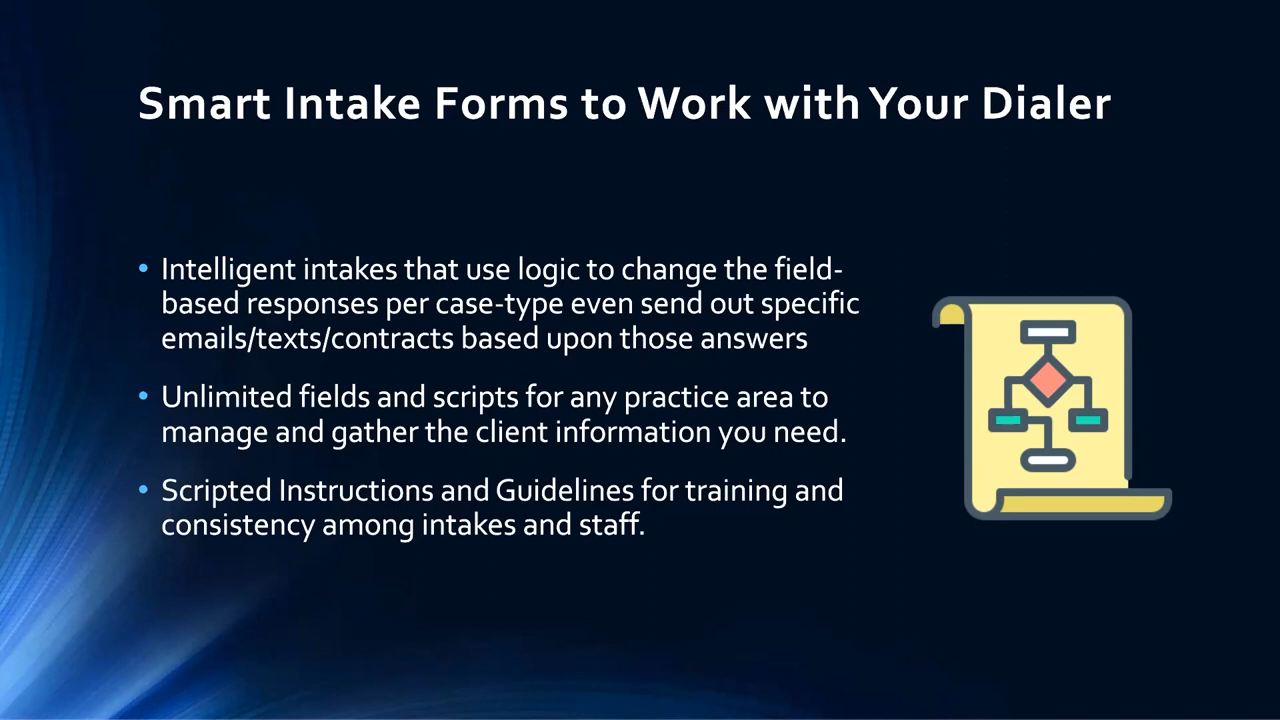 Smart Intake Forms to Work with Your Dialer
• Intelligent intakes that use logic to change the field-
based responses per case-type even send out specific
emails/texts/contracts based upon those answers
• Unlimited fields and scripts for any practice area to
manage and gather the client information you need.
• Scripted Instructions and Guidelines for training and
consistency among intakes and staff.